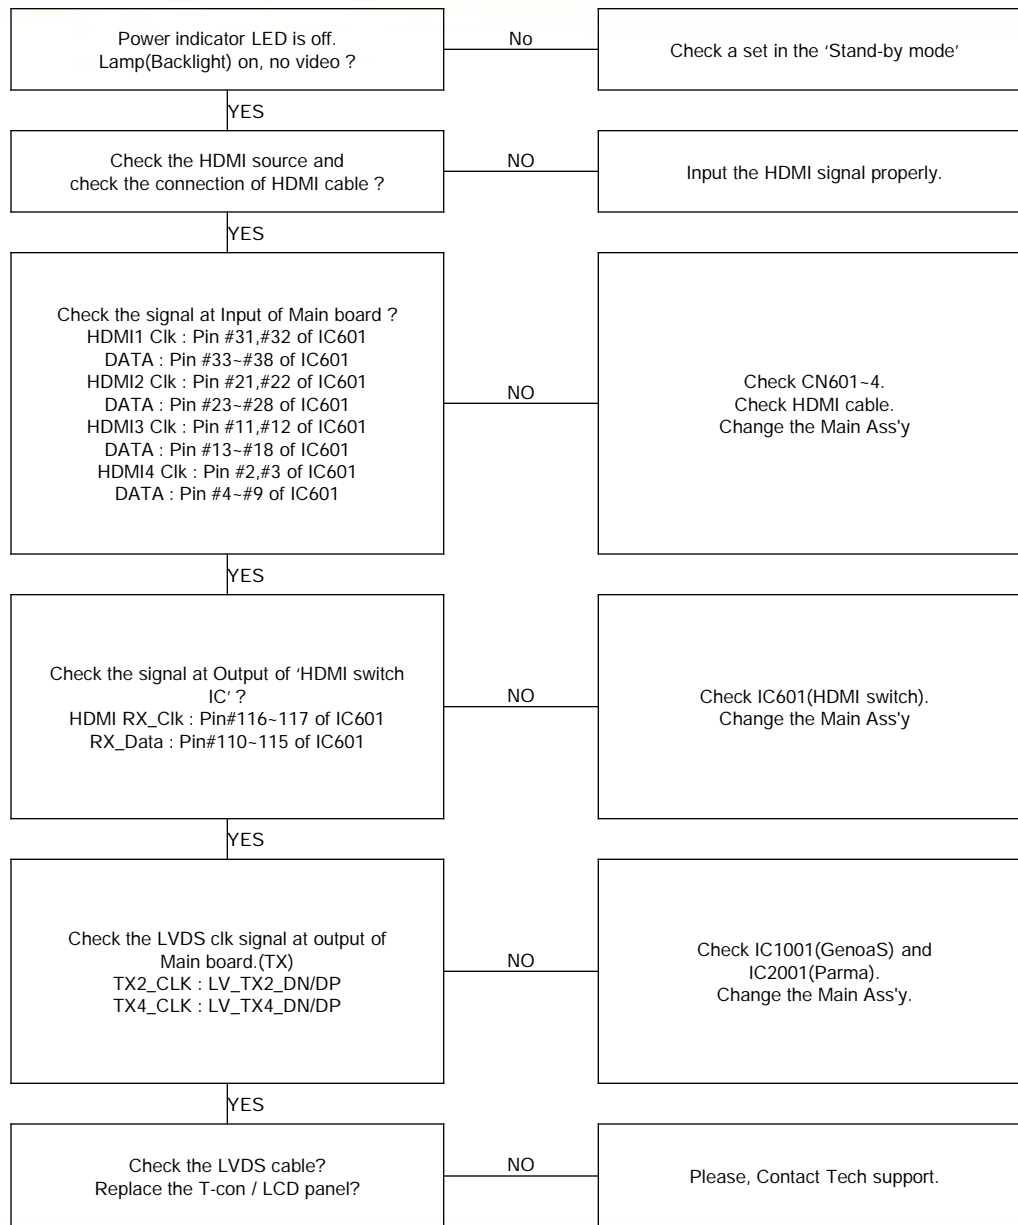 Power indicator LED is off.
Lamp(Backlight) on, no video ?
No
Check a set in the ‘Stand-by mode’
YES
Check the HDMI source and
check the connection of HDMI cable ?
NO
Input the HDMI signal properly.
YES
Check the signal at Input of Main board ?
HDMI1 Clk : Pin #31,#32 of IC601
DATA : Pin #33~#38 of IC601
HDMI2 Clk : Pin #21,#22 of IC601
DATA : Pin #23~#28 of IC601
HDMI3 Clk : Pin #11,#12 of IC601
DATA : Pin #13~#18 of IC601
HDMI4 Clk : Pin #2,#3 of IC601
DATA : Pin #4~#9 of IC601
NO
Check CN601~4.
Check HDMI cable.
Change the Main Ass'y
YES
Check the signal at Output of ‘HDMI switch
IC’ ?
HDMI RX_Clk : Pin#116~117 of IC601
RX_Data : Pin#110~115 of IC601
NO
Check IC601(HDMI switch).
Change the Main Ass'y
YES
Check the LVDS clk signal at output of
Main board.(TX)
TX2_CLK : LV_TX2_DN/DP
TX4_CLK : LV_TX4_DN/DP
NO
Check IC1001(GenoaS) and
IC2001(Parma).
Change the Main Ass'y.
YES
Check the LVDS cable?
Replace the T-con / LCD panel?
NO
Please, Contact Tech support.